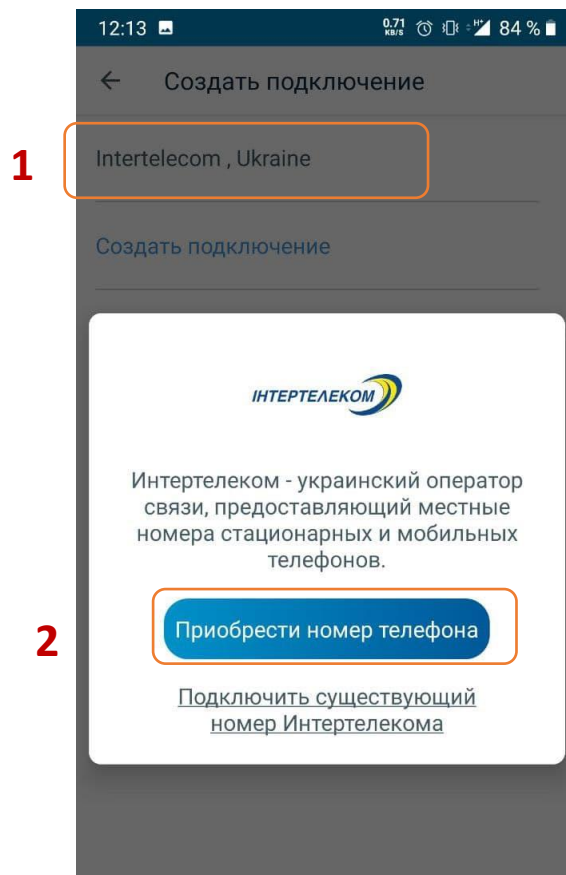 12:13 0.71 KB/S H+ 84 %
Создать подключение
1
Intertelecom , Ukraine
Создать подключение
ІНТЕРТЕЛЕКОМ
Интертелеком - украинский оператор
связи, предоставляющий местные
номера стационарных и мобильных
телефонов.
2
Приобрести номер телефона
Подключить существующий
номер Интертелекома